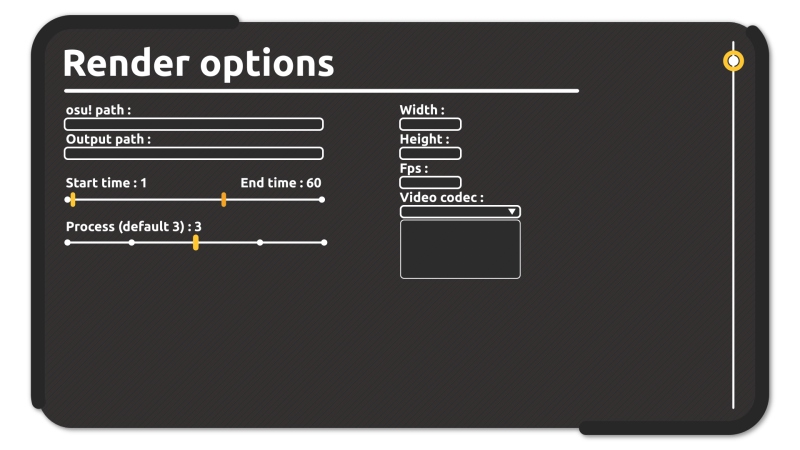 Render options
osu! path :
Output path :
Start time : 1 End time : 60
Process (default 3) : 3
Width :
Height :
Fps :
Video codec :